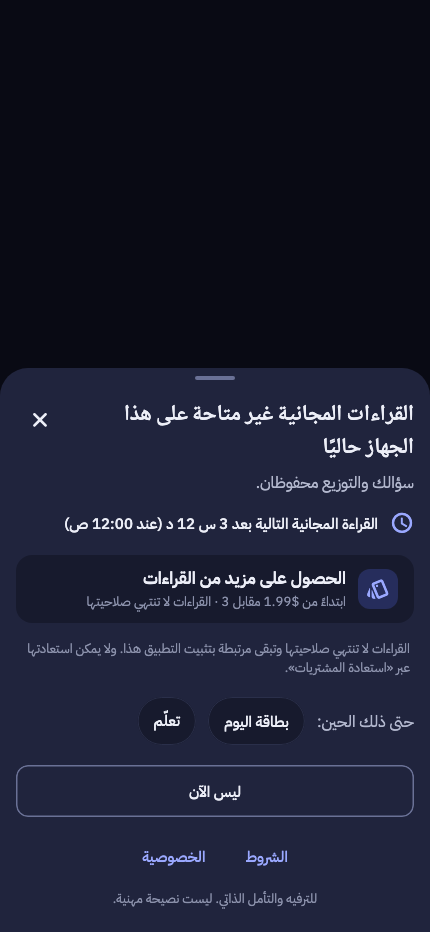 القراءات المجانية غير متاحة على هذا
الجهاز حاليًا
سؤالك والتوزيع محفوظان.
القراءة المجانية التالية بعد 3 س 12 د (عند 12:00 ص)
الحصول على مزيد من القراءات
ابتداءً من 1.99$ مقابل 3 · القراءات لا تنتهي صلاحيتها
القراءات لا تنتهي صلاحيتها وتبقى مرتبطة بتثبيت التطبيق هذا. ولا يمكن استعادتها
عبر «استعادة المشتريات».
حتى ذلك الحين: بطاقة اليوم تعلّم
ليس الآن
الشروط الخصوصية
للترفيه والتأمل الذاتي. ليست نصيحة مهنية.